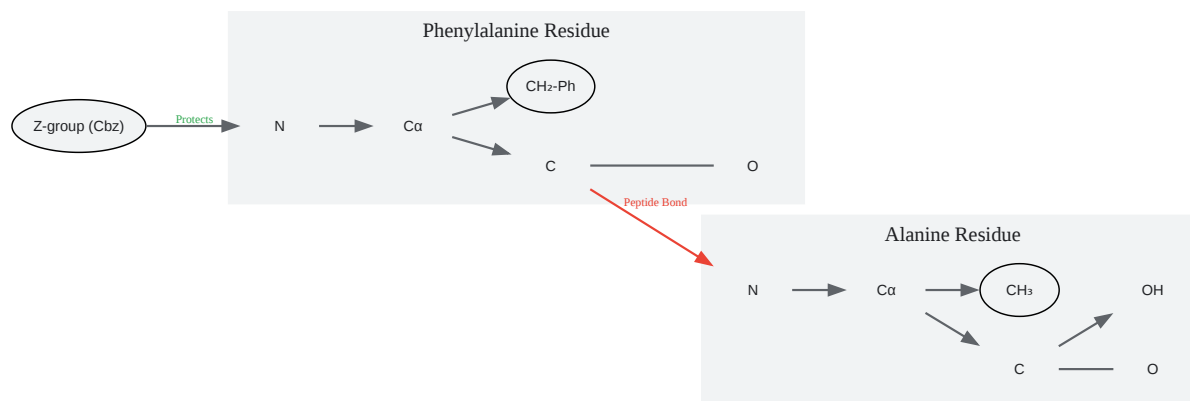 Phenylalanine Residue
CH₂-Ph
Z-group (Cbz)
Protects
N
Cα
C
O
Peptide Bond
Alanine Residue
N
Cα
CH₃
OH
C
O